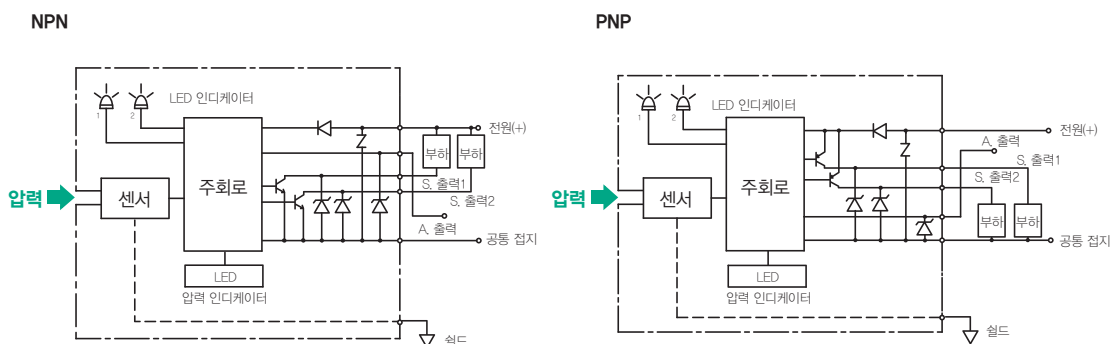 NPN
1
2
LED 인디케이터
압력
센서
주회로
LED
압력 인디케이터
전원(+)
부하
부하
S. 출력1
S. 출력2
A. 출력
공통 접지
쉴드
PNP
1
2
LED 인디케이터
압력
센서
주회로
LED
압력 인디케이터
전원(+)
A. 출력
S. 출력1
S. 출력2
부하
부하
공통 접지
쉴드